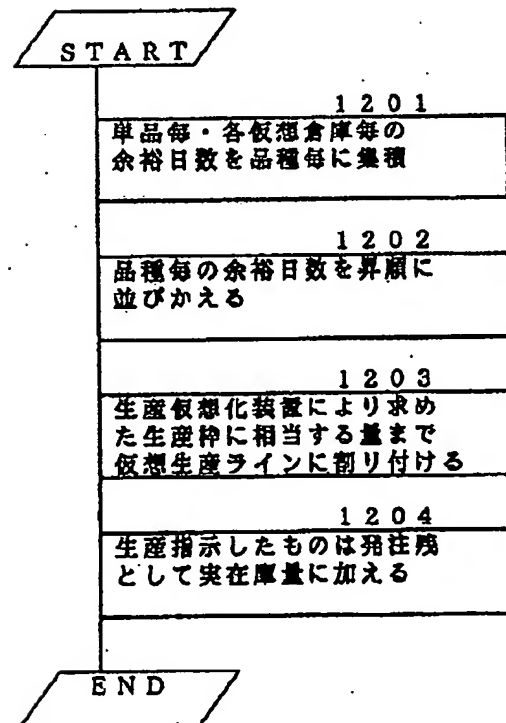 START
1201
単品毎・各仮想倉庫毎の
余裕日数を品種毎に集積
1202
品種毎の余裕日数を昇順に
並びかえる
1203
生産仮想化装置により求め
た生産枠に相当する量まで
仮想生産ラインに割り付ける
1204
生産指示したものは発注残
として実在庫量に加える
END